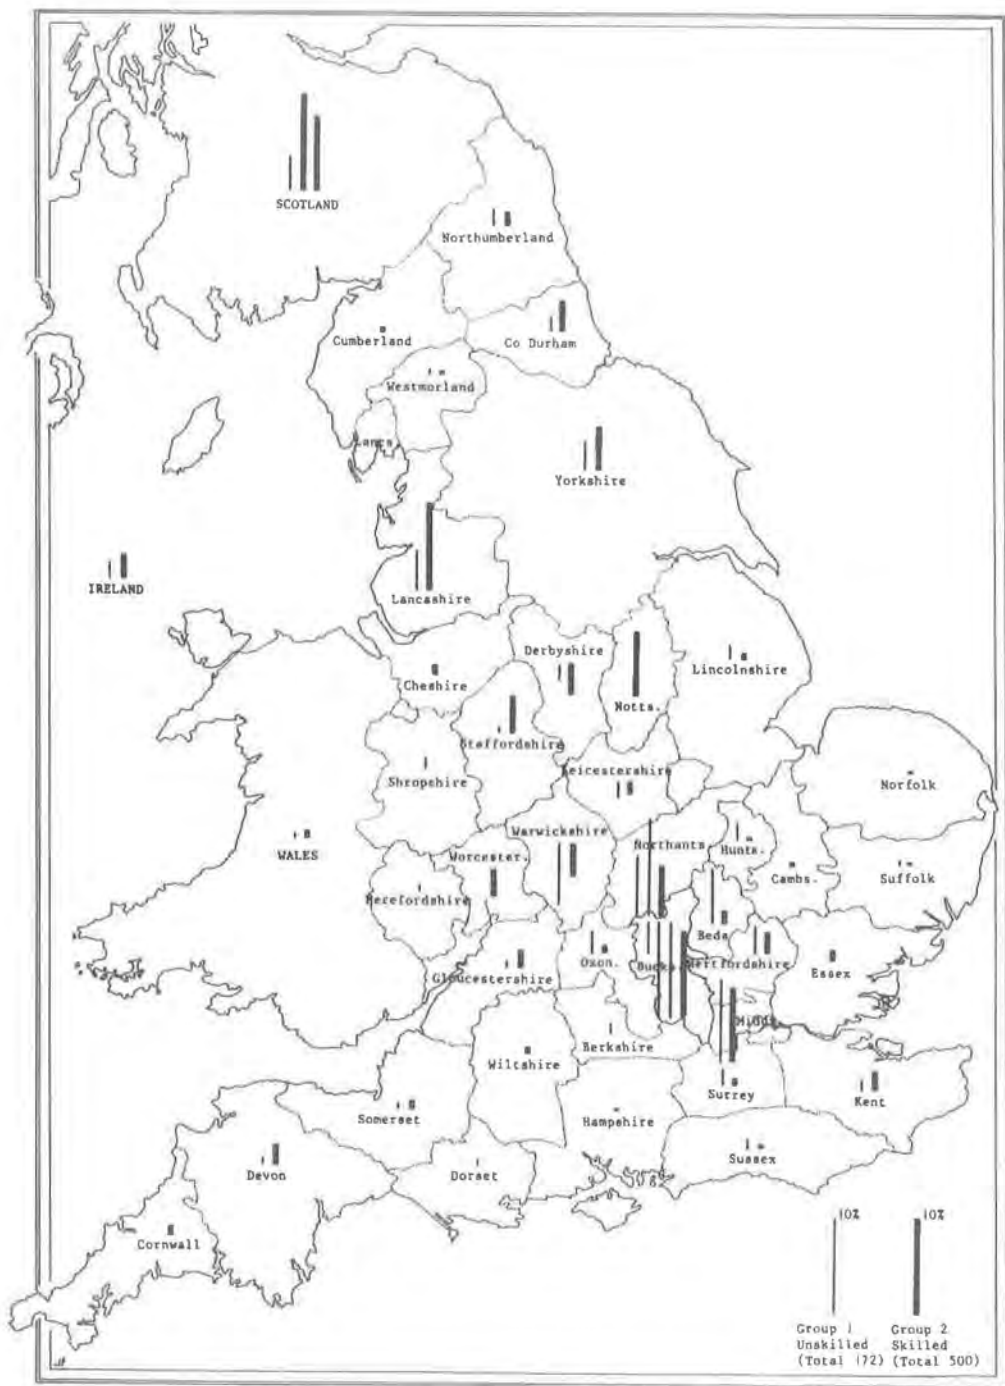 SCOTLAND
Northumberland
Cumberland
Co Durham
Westmorland
Lancs.
Yorkshire
IRELAND
Lancashire
Derbyshire
Lincolnshire
Cheshire
Notts.
Staffordshire
Leicestershire
Shropshire
Norfolk
WALES
Warwickshire
Northants.
Hunts.
Worcester.
Cambs.
Suffolk
Herefordshire
Beds
Oxon.
Bucks.
Hertfordshire
Essex
Gloucestershire
Middx
Berkshire
Wiltshire
Surrey
Kent
Somerset
Hampshire
Sussex
Devon
Dorset
Cornwall
10% 10%
Group 1 Group 2
Unskilled Skilled
(Total 172) (Total 500)